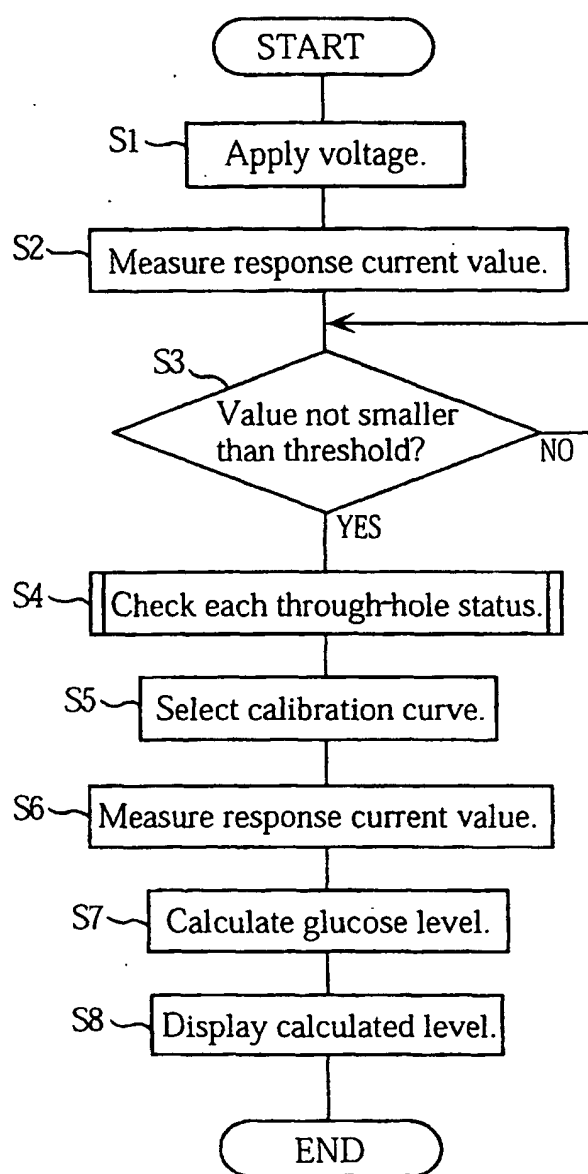 START
S1
Apply voltage.
S2
Measure response current value.
S3
Value not smaller
than threshold?
NO
YES
S4
Check each through-hole status.
S5
Select calibration curve.
S6
Measure response current value.
S7
Calculate glucose level.
S8
Display calculated level.
END